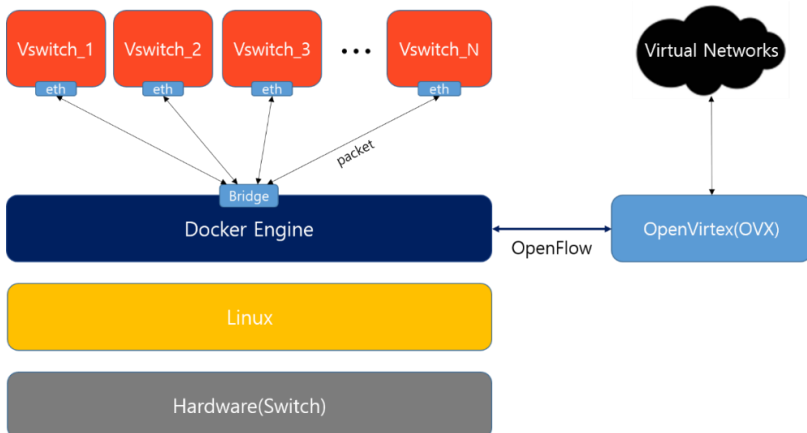 Vswitch_1
Vswitch_2
Vswitch_3
•••
Vswitch_N
Virtual Networks
eth
eth
eth
eth
packet
Bridge
Docker Engine
OpenFlow
OpenVirtex(OVX)
Linux
Hardware(Switch)